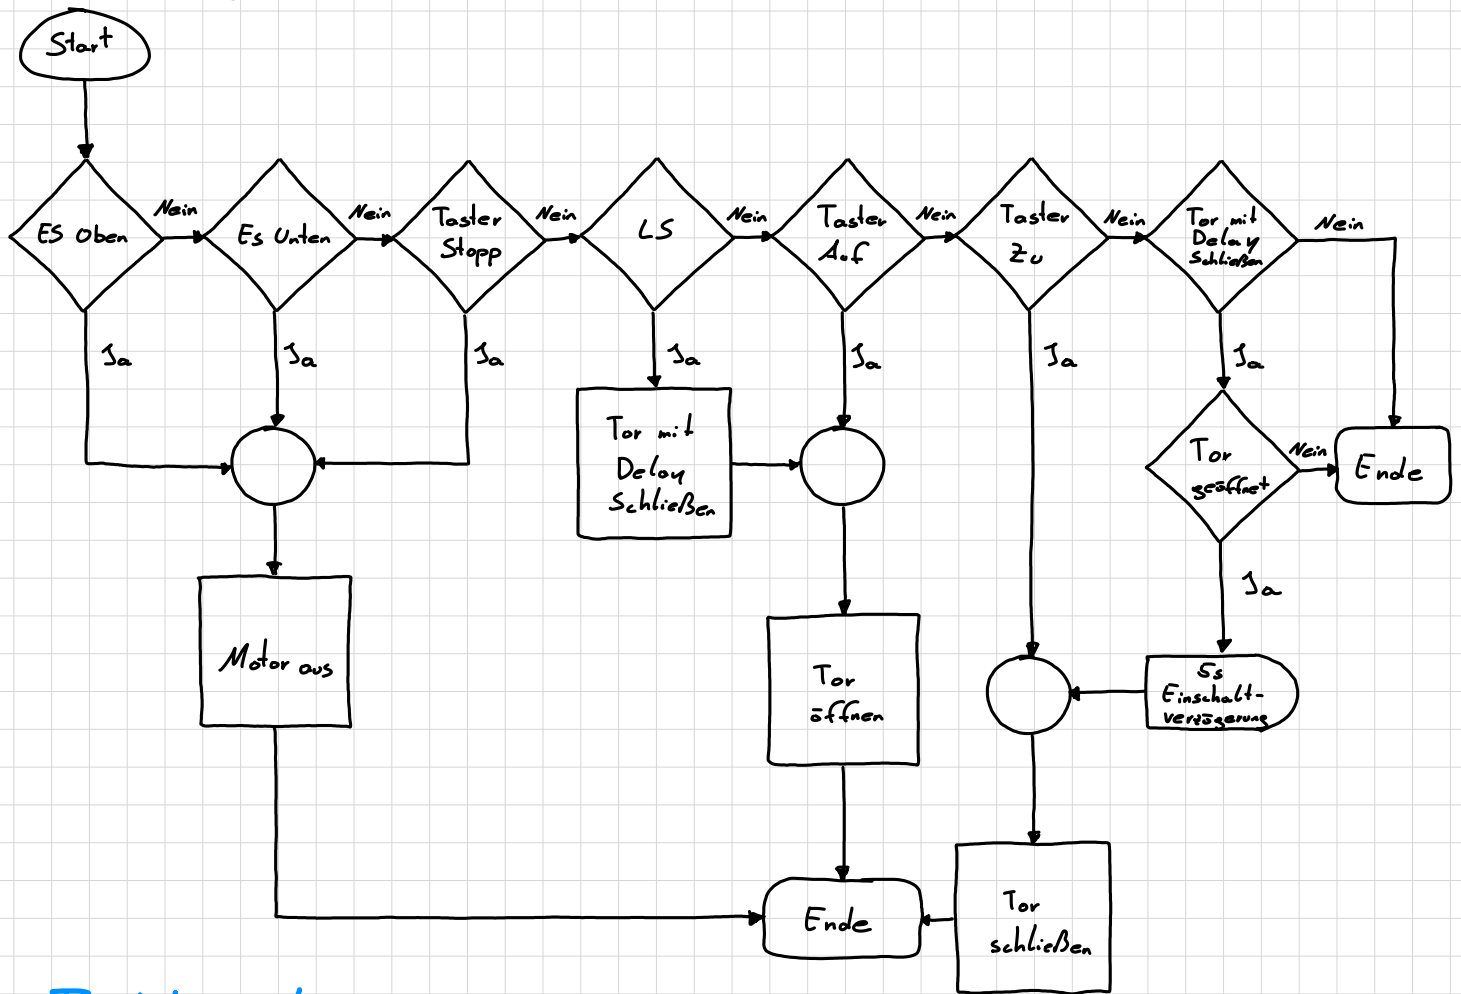 Start
ES Oben
Nein
Es Unten
Nein
Taster
Stopp
Nein
LS
Nein
Taster
Auf
Nein
Taster
Zu
Nein
Tor mit
Delay
Schließen
Nein
Ja
Ja
Ja
Ja
Ja
Ja
Ja
Tor mit
Delay
Schließen
Tor
geöffnet
Nein
Ende
Ja
Motor aus
Tor
öffnen
5s
Einschalt-
verzögerung
Ende
Tor
schließen